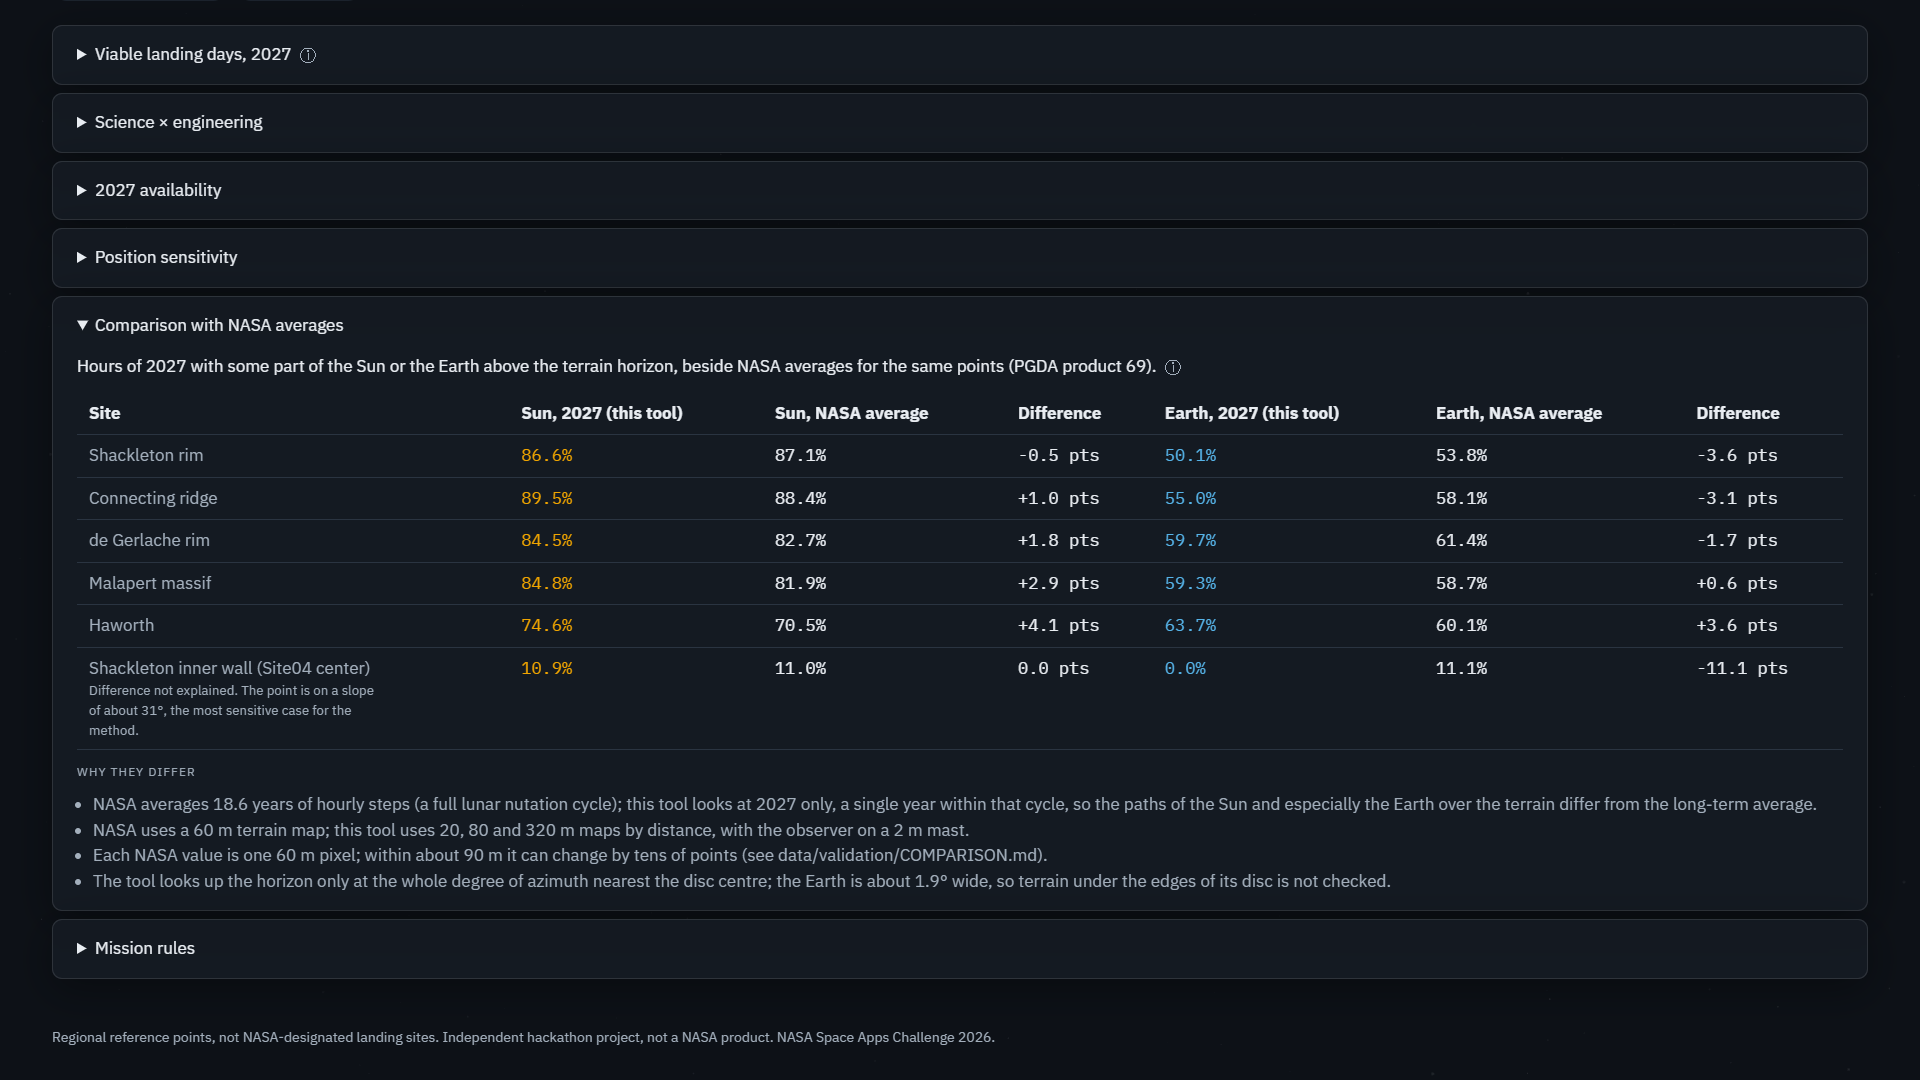 ▶ Viable landing days, 2027 ⓘ
▶ Science × engineering
▶ 2027 availability
▶ Position sensitivity
▼ Comparison with NASA averages
Hours of 2027 with some part of the Sun or the Earth above the terrain horizon, beside NASA averages for the same points (PGDA product 69). ⓘ
Site Sun, 2027 (this tool) Sun, NASA average Difference Earth, 2027 (this tool) Earth, NASA average Difference
Shackleton rim 86.6% 87.1% -0.5 pts 50.1% 53.8% -3.6 pts
Connecting ridge 89.5% 88.4% +1.0 pts 55.0% 58.1% -3.1 pts
de Gerlache rim 84.5% 82.7% +1.8 pts 59.7% 61.4% -1.7 pts
Malapert massif 84.8% 81.9% +2.9 pts 59.3% 58.7% +0.6 pts
Haworth 74.6% 70.5% +4.1 pts 63.7% 60.1% +3.6 pts
Shackleton inner wall (Site04 center) 10.9% 11.0% 0.0 pts 0.0% 11.1% -11.1 pts
Difference not explained. The point is on a slope
of about 31°, the most sensitive case for the
method.
WHY THEY DIFFER
• NASA averages 18.6 years of hourly steps (a full lunar nutation cycle); this tool looks at 2027 only, a single year within that cycle, so the paths of the Sun and especially the Earth over the terrain differ from the long-term average.
• NASA uses a 60 m terrain map; this tool uses 20, 80 and 320 m maps by distance, with the observer on a 2 m mast.
• Each NASA value is one 60 m pixel; within about 90 m it can change by tens of points (see data/validation/COMPARISON.md).
• The tool looks up the horizon only at the whole degree of azimuth nearest the disc centre; the Earth is about 1.9° wide, so terrain under the edges of its disc is not checked.
▶ Mission rules
Regional reference points, not NASA-designated landing sites. Independent hackathon project, not a NASA product. NASA Space Apps Challenge 2026.